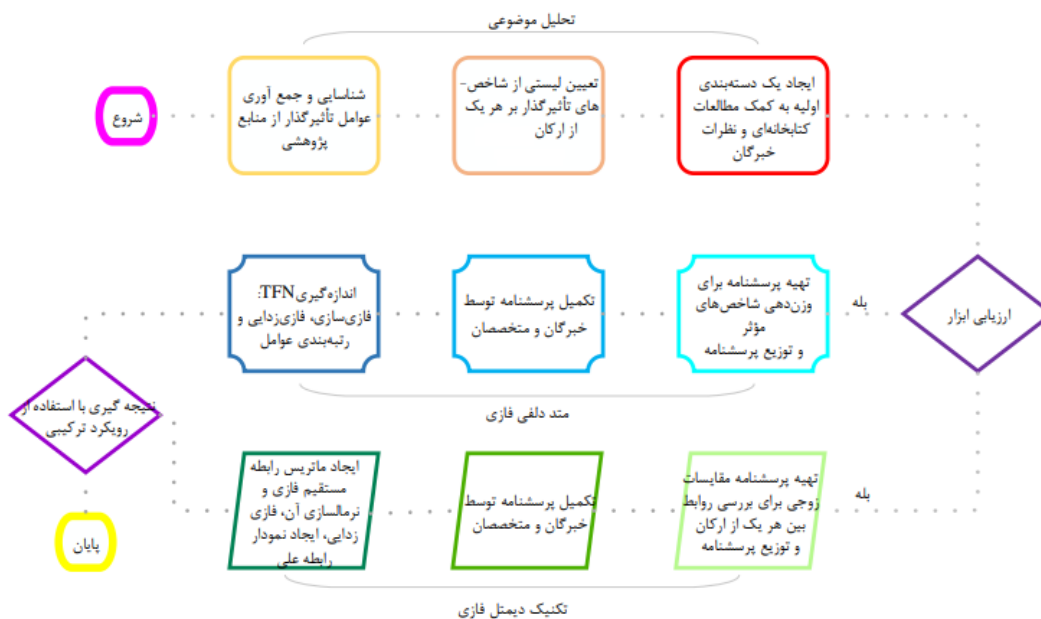 تحلیل موضوعی
شروع
شناسایی و جمع آوری
عوامل تأثیرگذار از منابع
پژوهشی
تعیین لیستی از شاخص-
های تأثیرگذار بر هر یک
از ارکان
ایجاد یک دسته‌بندی
اولیه به کمک مطالعات
کتابخانه‌ای و نظرات
خبرگان
ارزیابی ابزار
بله
تهیه پرسشنامه برای
وزن‌دهی شاخص‌های
مؤثر
و توزیع پرسشنامه
تکمیل پرسشنامه توسط
خبرگان و متخصصان
اندازه‌گیری TFN:
فازی‌سازی، فازی‌زدایی و
رتبه‌بندی عوامل
متد دلفی فازی
بله
تهیه پرسشنامه مقایسات
زوجی برای بررسی روابط
بین هر یک از ارکان
و توزیع پرسشنامه
تکمیل پرسشنامه توسط
خبرگان و متخصصان
ایجاد ماتریس رابطه
مستقیم فازی و
نرمالسازی آن، فازی
زدایی، ایجاد نمودار
رابطه علی
تکنیک دیمتل فازی
نتیجه گیری با استفاده از
رویکرد ترکیبی
پایان